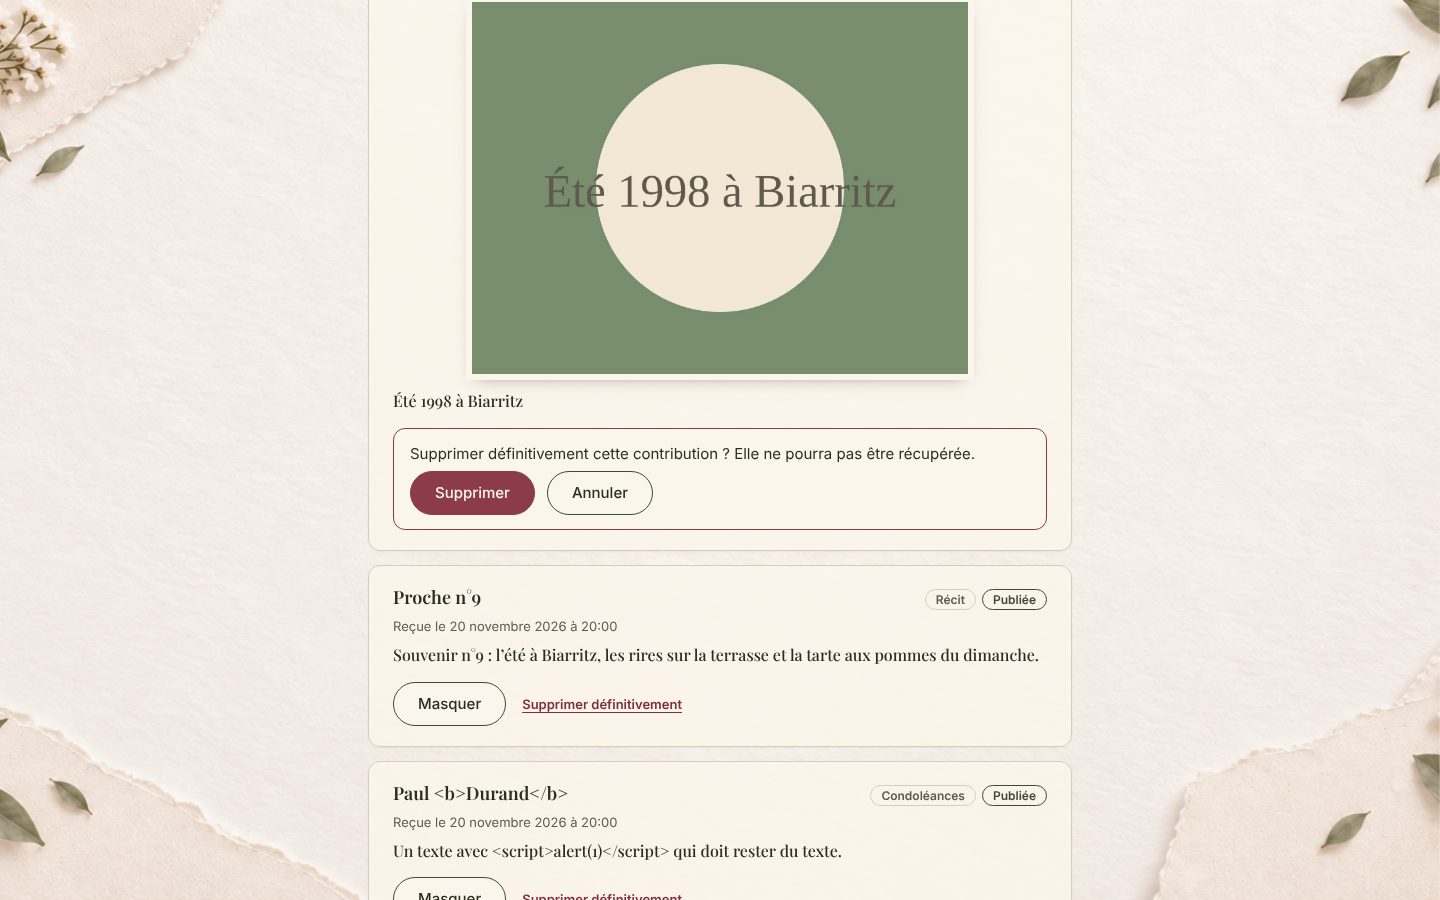 Été 1998 à Biarritz
Été 1998 à Biarritz
Supprimer définitivement cette contribution ? Elle ne pourra pas être récupérée.
Supprimer
Annuler
Proche n°9
Récit
Publiée
Reçue le 20 novembre 2026 à 20:00
Souvenir n°9 : l’été à Biarritz, les rires sur la terrasse et la tarte aux pommes du dimanche.
Masquer
Supprimer définitivement
Paul <b>Durand</b>
Condoléances
Publiée
Reçue le 20 novembre 2026 à 20:00
Un texte avec <script>alert(1)</script> qui doit rester du texte.
Masquer
Supprimer définitivement